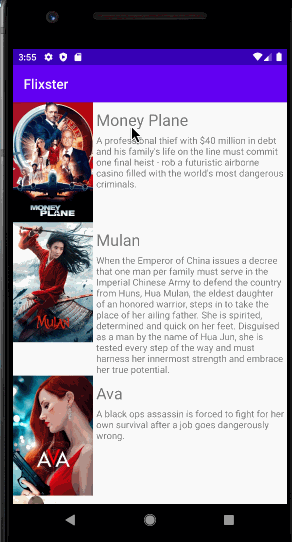 3:55
Flixster
Money Plane
A professional thief with $40 million in debt
and his family's life on the line must commit
one final heist - rob a futuristic airborne
casino filled with the world's most dangerous
criminals.
MONEY
PLANE
Mulan
When the Emperor of China issues a decree
that one man per family must serve in the
Imperial Chinese Army to defend the country
from Huns, Hua Mulan, the eldest daughter
of an honored warrior, steps in to take the
place of her ailing father. She is spirited,
determined and quick on her feet. Disguised
as a man by the name of Hua Jun, she is
tested every step of the way and must
harness her innermost strength and embrace
her true potential.
MULAN
Ava
A black ops assassin is forced to fight for her
own survival after a job goes dangerously
wrong.
AVA